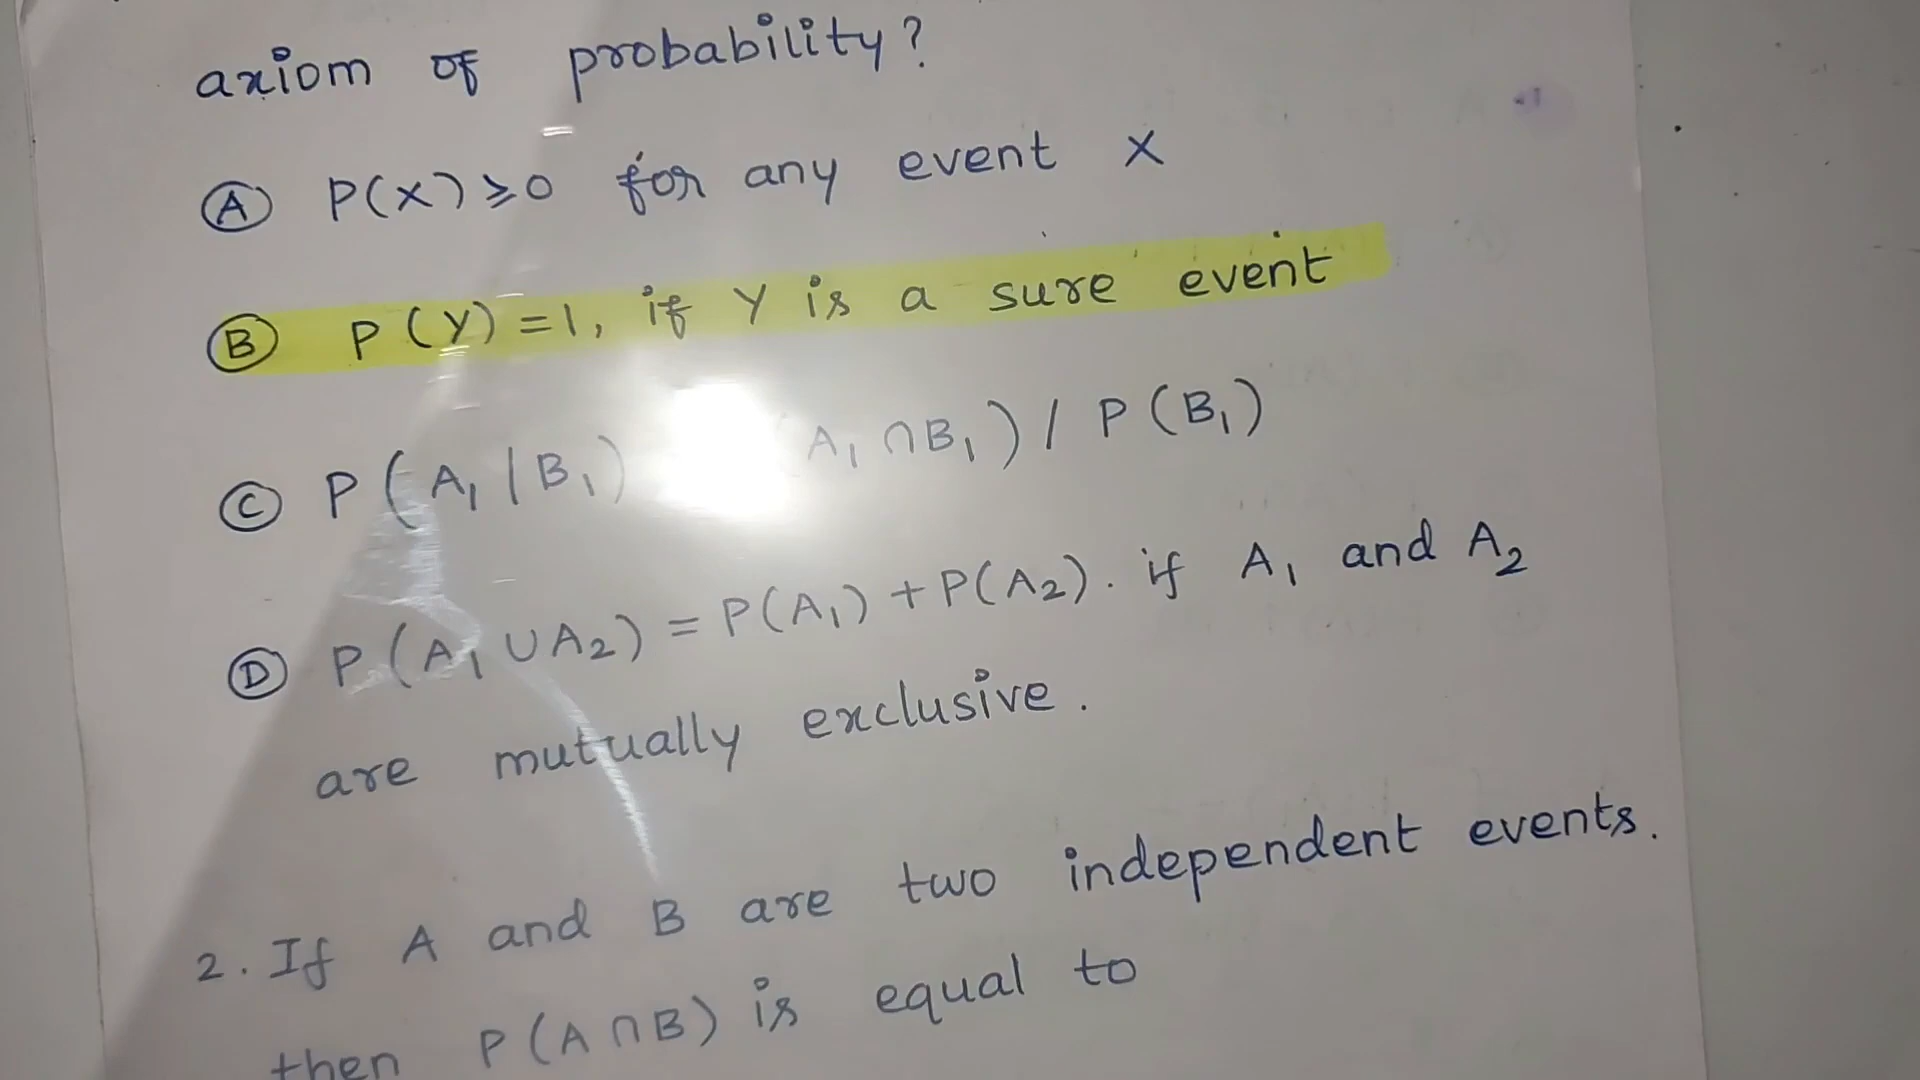 axiom of probability?
Ⓐ P(X) ≥ 0 for any event X
Ⓑ P(Y) = 1, if Y is a sure event
Ⓒ P(A₁ | B₁) (A₁ ∩ B₁) / P(B₁)
Ⓓ P(A₁ ∪ A₂) = P(A₁) + P(A₂). if A₁ and A₂
are mutually exclusive.
2. If A and B are two independent events.
then P(A ∩ B) is equal to